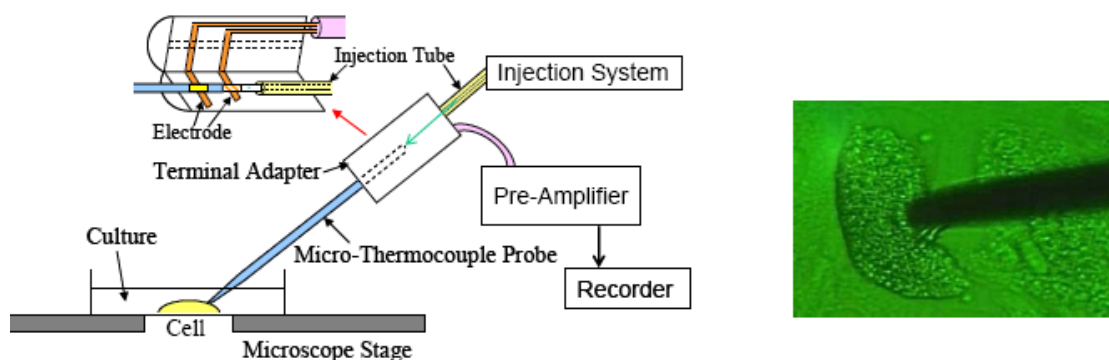 Injection Tube
Injection System
Electrode
Terminal Adapter
Pre-Amplifier
Culture
Micro-Thermocouple Probe
Recorder
Cell
Microscope Stage